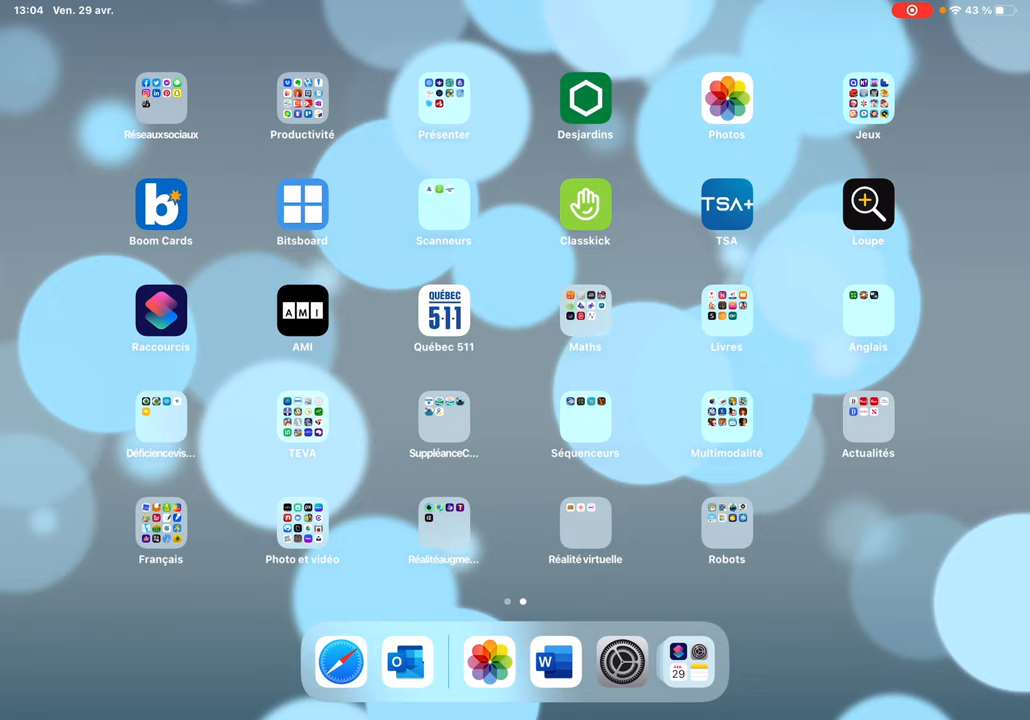 13:04 Ven. 29 avr.
43 %
Réseauxsociaux
Productivité
Présenter
Desjardins
Photos
Jeux
b
TSA+
Boom Cards
Bitsboard
Scanneurs
Classkick
TSA
Loupe
AMI
QUÉBEC
511
Raccourcis
AMI
Québec 511
Maths
Livres
Anglais
Déficiencevis...
TEVA
SuppléanceC...
Séquenceurs
Multimodalité
Actualités
Français
Photo et vidéo
Réalitéaugme...
Réalité virtuelle
Robots
O
W
29